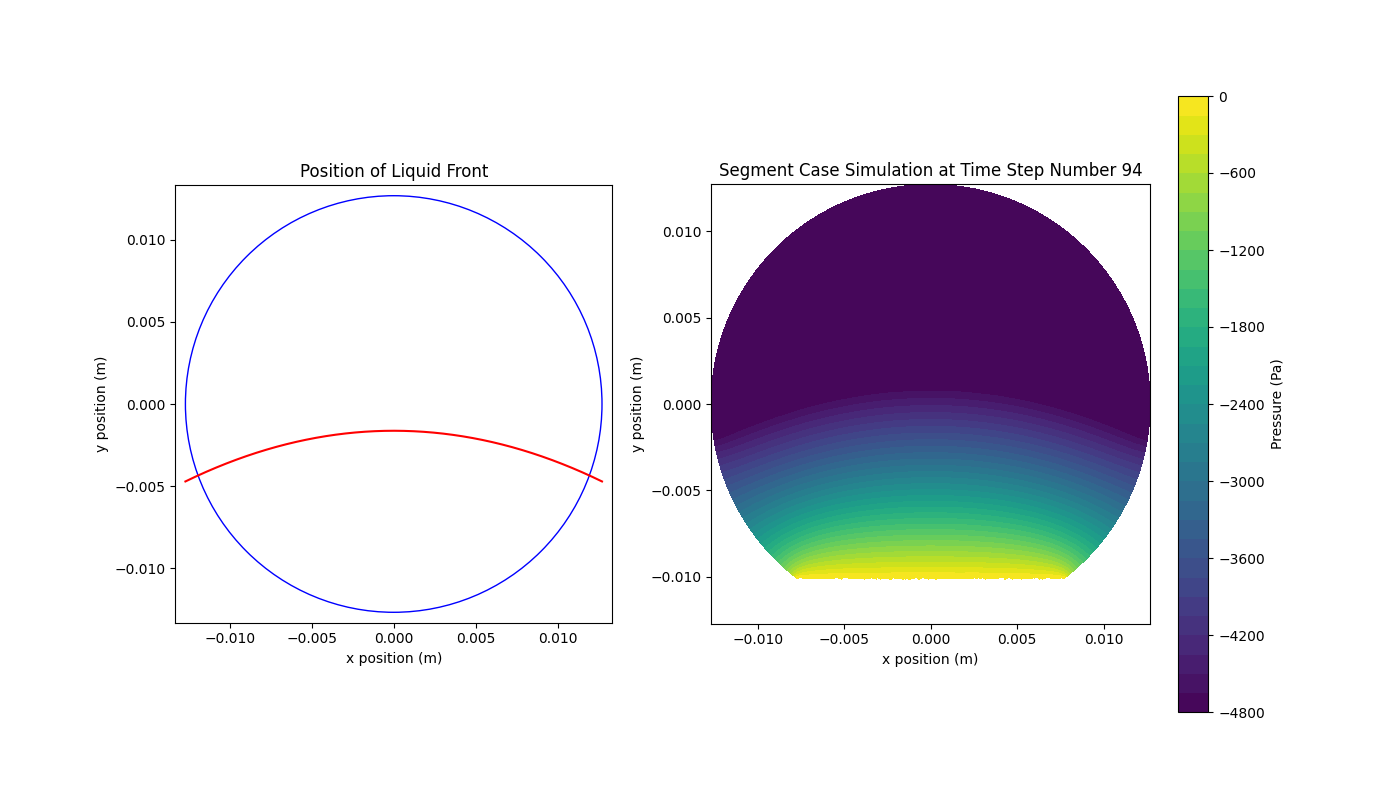 Position of Liquid Front
0.010
0.005
0.000
−0.005
−0.010
y position (m)
−0.010 −0.005 0.000 0.005 0.010
x position (m)
Segment Case Simulation at Time Step Number 94
0.010
0.005
0.000
−0.005
−0.010
y position (m)
−0.010 −0.005 0.000 0.005 0.010
x position (m)
0
−600
−1200
−1800
−2400
−3000
−3600
−4200
−4800
Pressure (Pa)